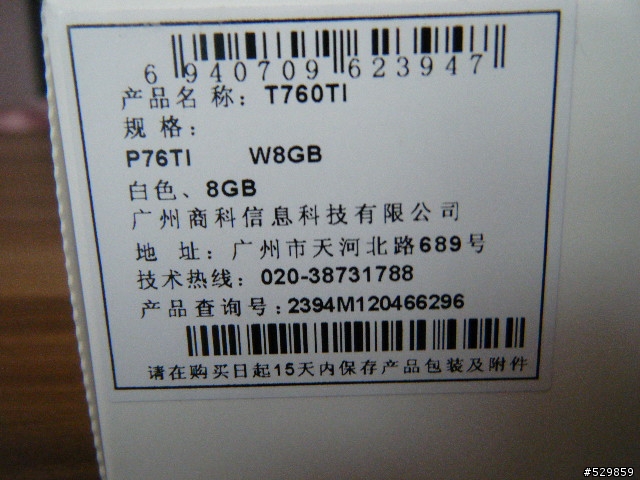 6 940709 623947
产品名 称：T760TI
规 格：
P76TI W8GB
白色、8GB
广州商科信息科技有限公司
地 址：广州市天河北路689号
技术热线：020-38731788
产品查询号：2394M120466296
请在购买日起15天内保存产品包装及附件
#529859